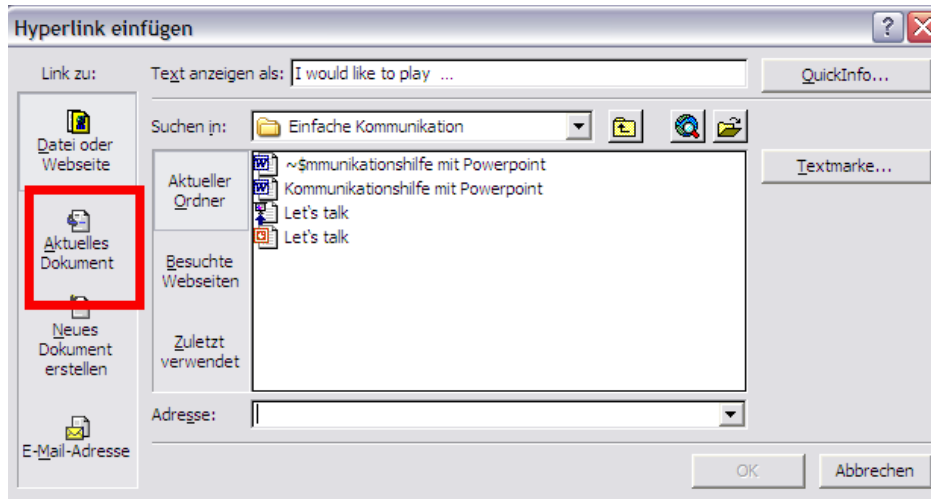 Hyperlink einfügen
Link zu:
Text anzeigen als: I would like to play ...
QuickInfo...
Datei oder
Webseite
Aktuelles
Dokument
Neues
Dokument
erstellen
E-Mail-Adresse
Suchen in: Einfache Kommunikation
Aktueller
Ordner
Besuchte
Webseiten
Zuletzt
verwendet
~$mmunikationshilfe mit Powerpoint
Kommunikationshilfe mit Powerpoint
Let's talk
Let's talk
Textmarke...
Adresse:
OK Abbrechen